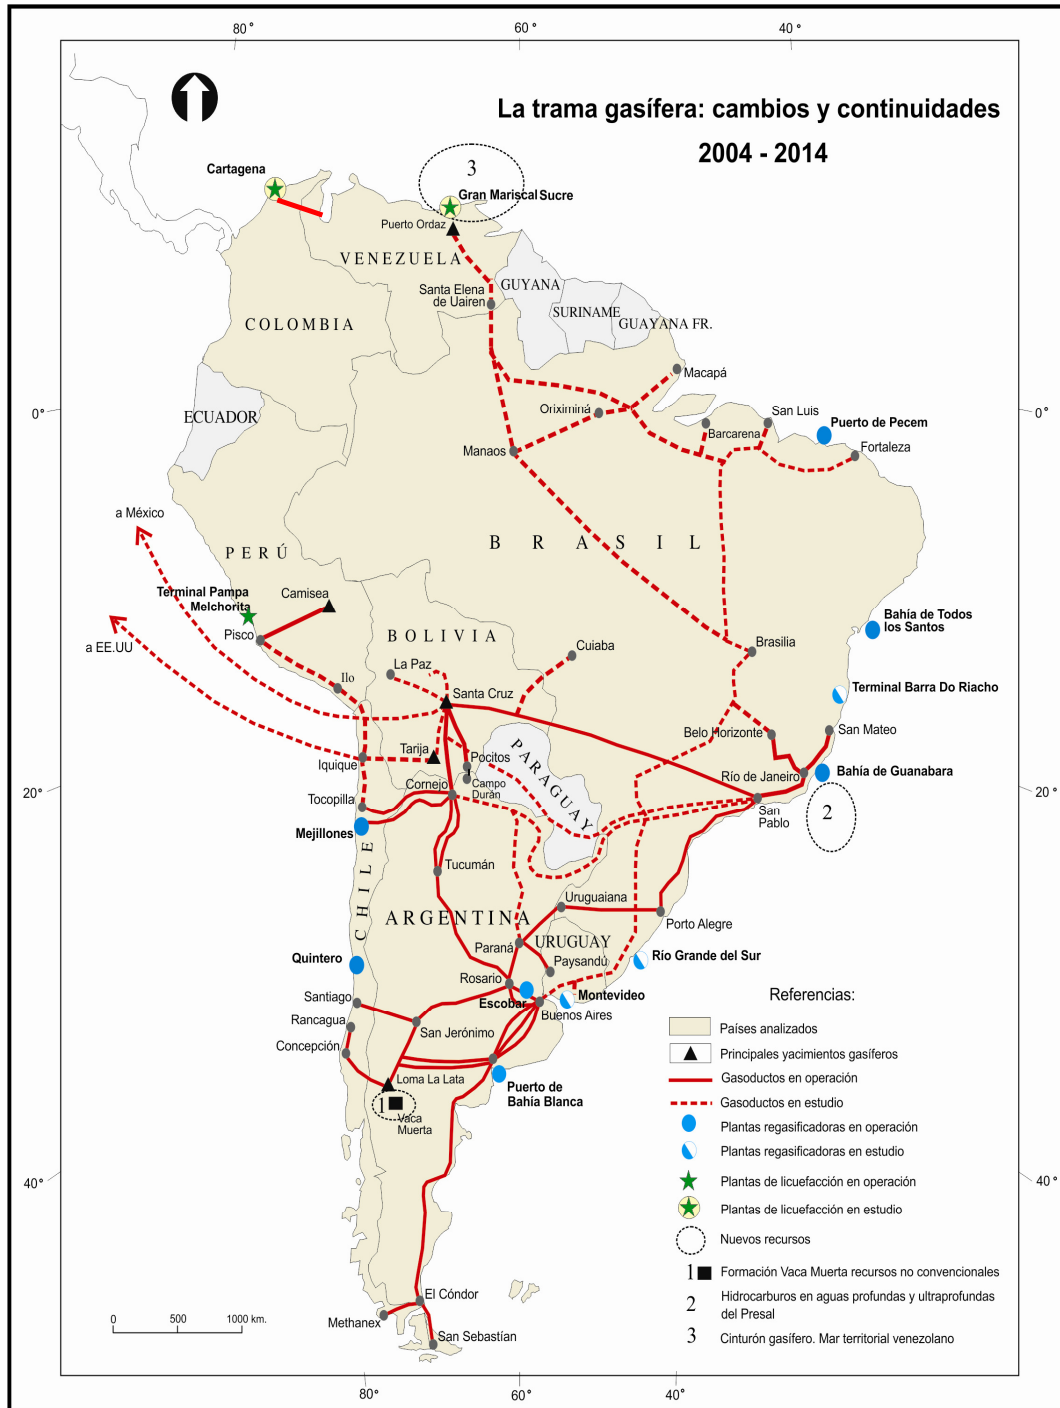 80°
60°
40°
La trama gasífera: cambios y continuidades
2004 - 2014
Cartagena
3
Gran Mariscal Sucre
Puerto Ordaz
VENEZUELA
GUYANA
Santa Elena
de Uairen
SURINAME
GUAYANA FR.
COLOMBIA
Macapá
0°
ECUADOR
Oriximiná
San Luis
0°
Puerto de Pecem
Barcarena
Fortaleza
Manaos
a México
BRASIL
PERÚ
Terminal Pampa
Melchorita
Camisea
Pisco
a EE.UU
BOLIVIA
Bahía de Todos
los Santos
Cuiaba
Brasilia
La Paz
Ilo
Santa Cruz
Terminal Barra Do Riacho
Belo Horizonte
San Mateo
PARAGUAY
Tarija
Pocitos
Iquique
Río de Janeiro
Bahía de Guanabara
Cornejo
Campo
Durán
20°
20°
Tocopilla
San
Pablo
2
Mejillones
CHILE
Tucumán
Uruguaiana
ARGENTINA
Porto Alegre
Paraná
URUGUAY
Quintero
Paysandú
Río Grande del Sur
Rosario
Santiago
Escobar
Montevideo
Buenos Aires
Rancagua
San Jerónimo
Concepción
Loma La Lata
Puerto de
Bahía Blanca
1
Vaca
Muerta
40°
40°
El Cóndor
Methanex
San Sebastián
0
500
1000 km.
Referencias:
Países analizados
Principales yacimientos gasíferos
Gasoductos en operación
Gasoductos en estudio
Plantas regasificadoras en operación
Plantas regasificadoras en estudio
Plantas de licuefacción en operación
Plantas de licuefacción en estudio
Nuevos recursos
1 Formación Vaca Muerta recursos no convencionales
2 Hidrocarburos en aguas profundas y ultraprofundas
del Presal
3 Cinturón gasífero. Mar territorial venezolano
80°
60°
40°